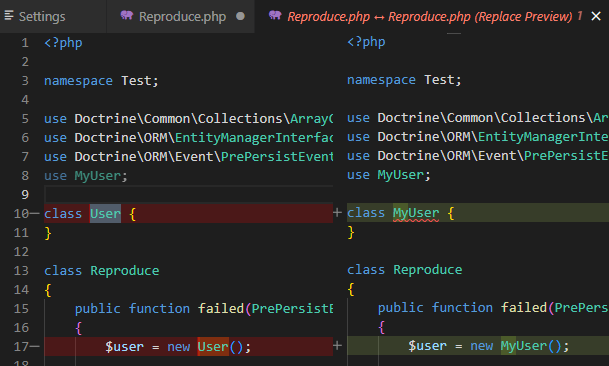 Settings Reproduce.php Reproduce.php ↔ Reproduce.php (Replace Preview) 1
1 <?php
2
3 namespace Test;
4
5 use Doctrine\Common\Collections\ArrayC
6 use Doctrine\ORM\EntityManagerInterfac
7 use Doctrine\ORM\Event\PrePersistEvent
8 use MyUser;
9
10— class User {
11 }
12
13 class Reproduce
14 {
15 public function failed(PrePersistE
16 {
17— $user = new User();
18
<?php
namespace Test;
use Doctrine\Common\Collections\Ar
use Doctrine\ORM\EntityManagerInte
use Doctrine\ORM\Event\PrePersistE
use MyUser;
+ class MyUser {
}
class Reproduce
{
public function failed(PrePers
{
+ $user = new MyUser();